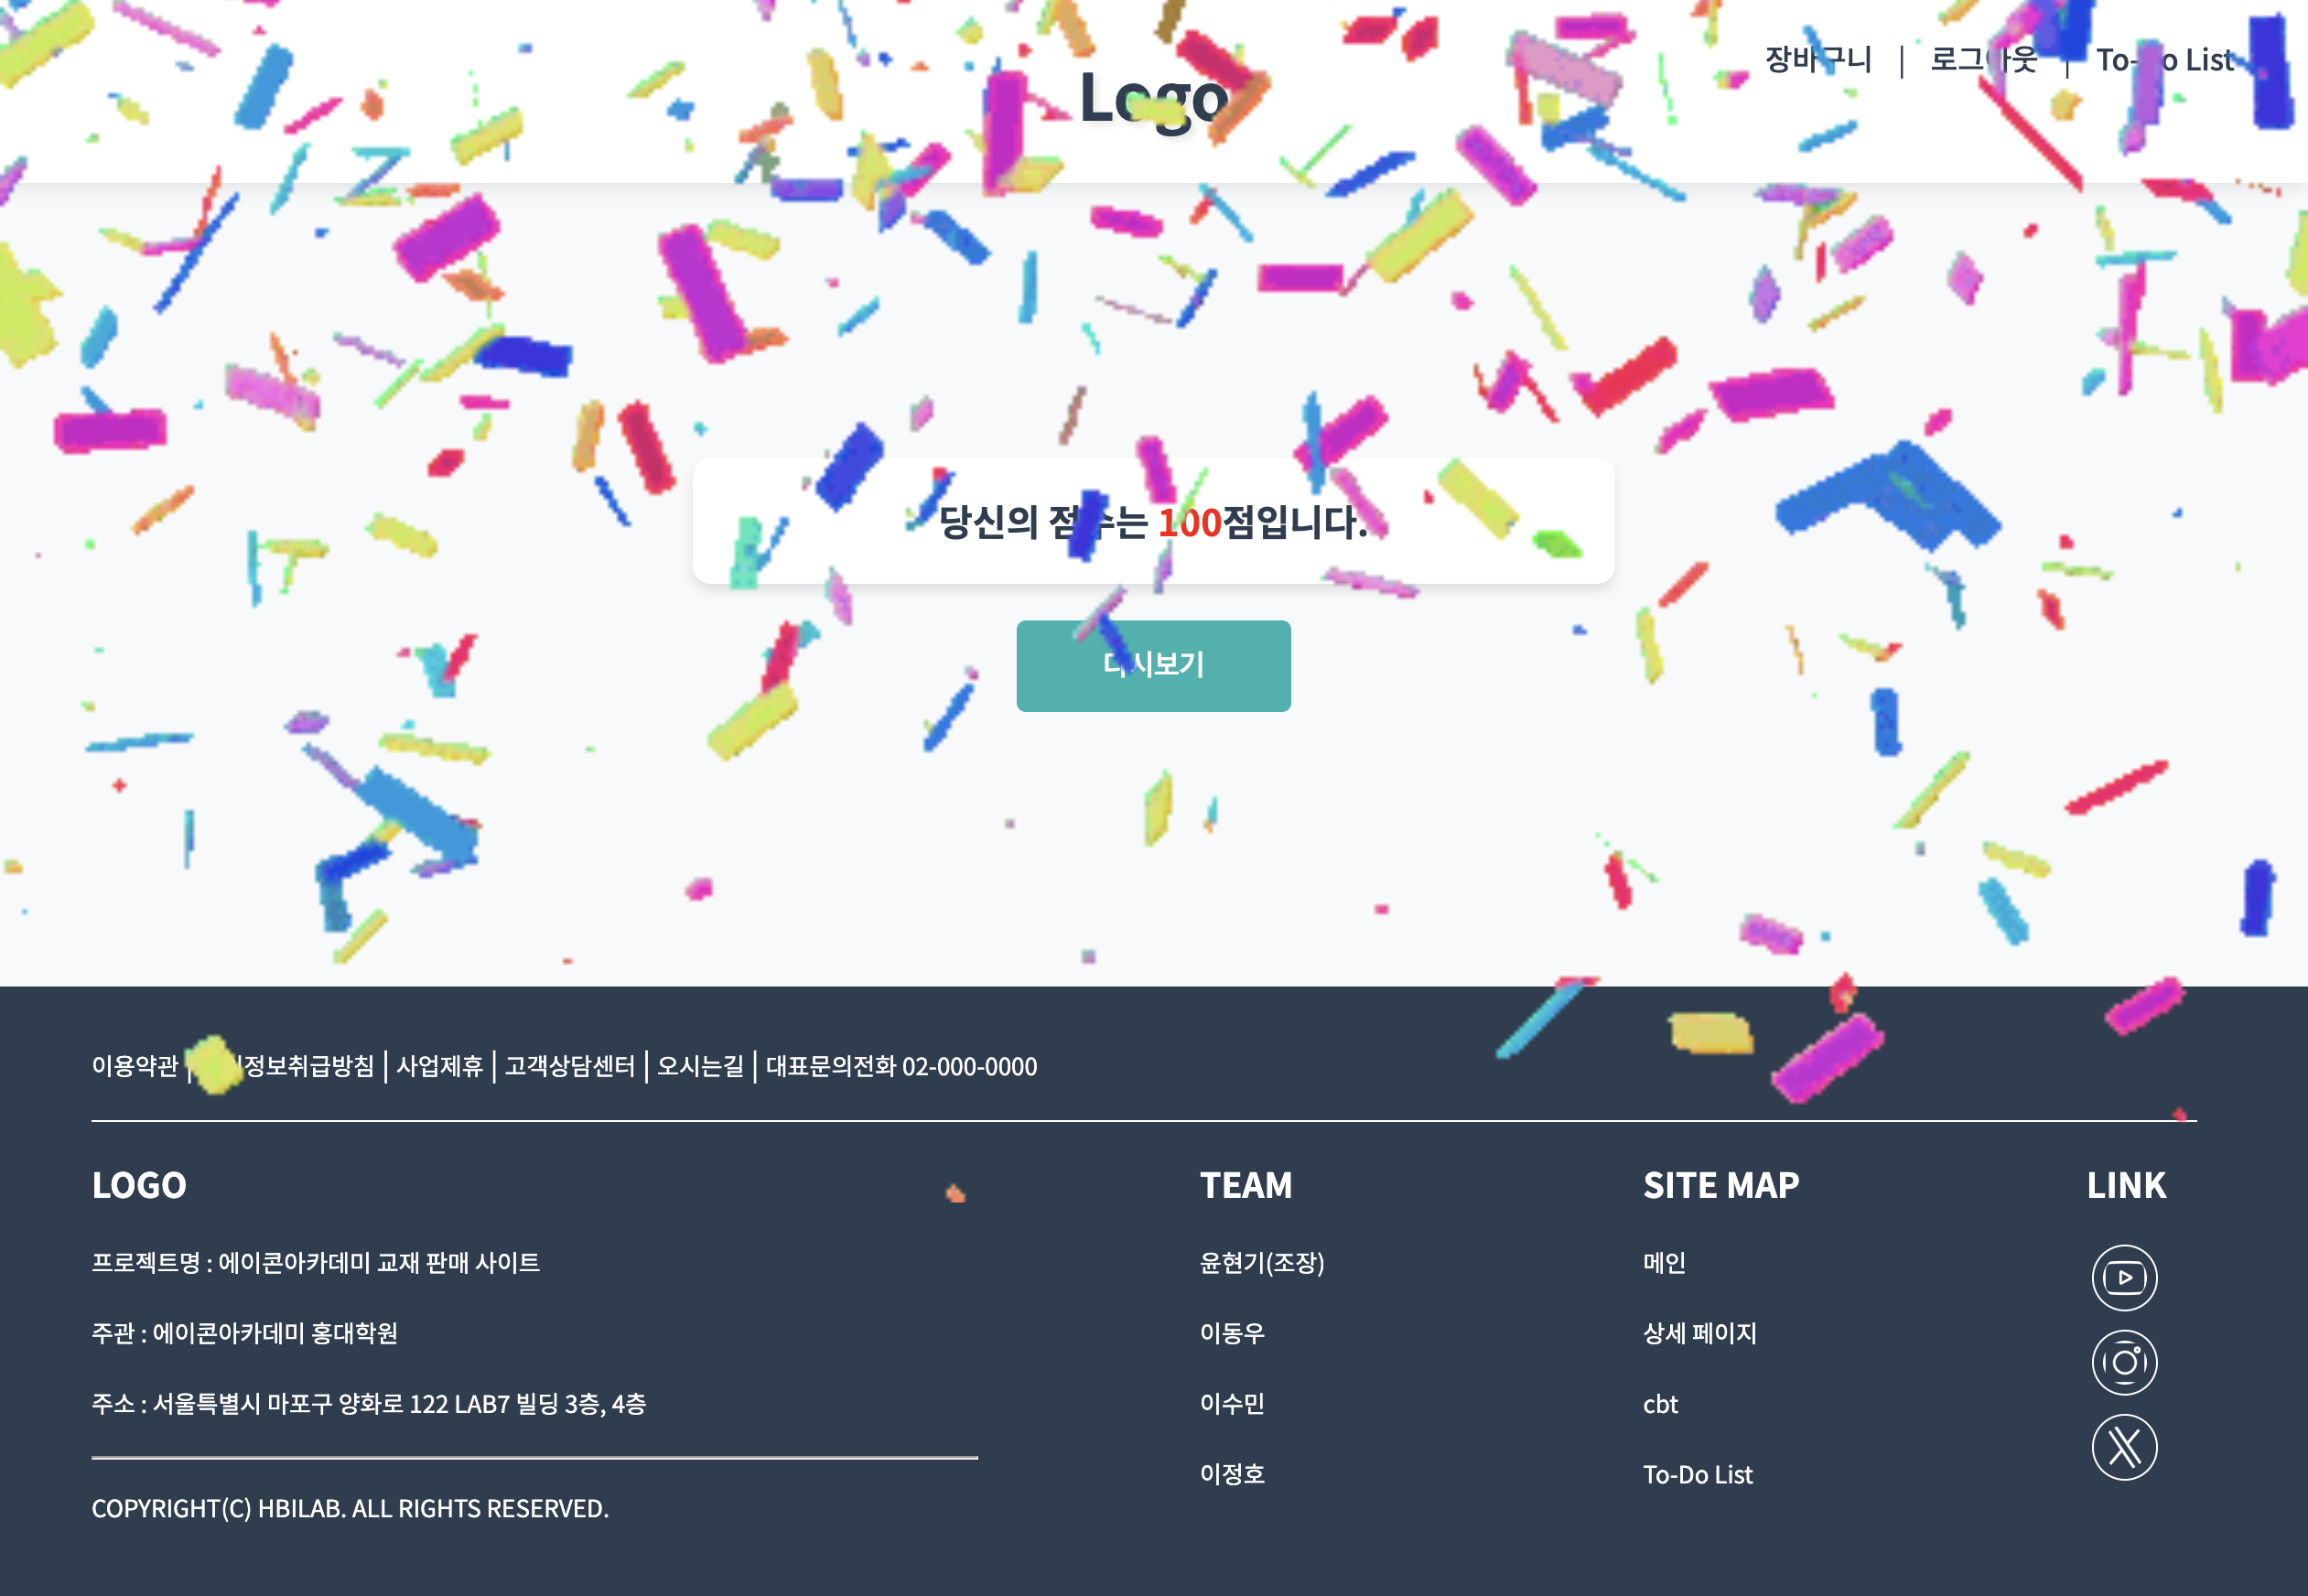 장바구니 | 로그아웃 | To-Do List
Logo
당신의 점수는 100점입니다.
다시보기
이용약관 | 개인정보취급방침 | 사업제휴 | 고객상담센터 | 오시는길 | 대표문의전화 02-000-0000
LOGO
프로젝트명 : 에이콘아카데미 교재 판매 사이트
주관 : 에이콘아카데미 홍대학원
주소 : 서울특별시 마포구 양화로 122 LAB7 빌딩 3층, 4층
COPYRIGHT(C) HBILAB. ALL RIGHTS RESERVED.
TEAM
윤현기(조장)
이동우
이수민
이정호
SITE MAP
메인
상세 페이지
cbt
To-Do List
LINK